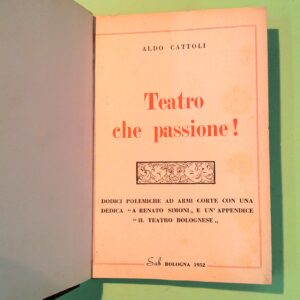 ALDO CATTOLI
Teatro
che passione!
DODICI POLEMICHE AD ARMI CORTE CON UNA
DEDICA "A RENATO SIMONI„ E UN'APPENDICE
"IL TEATRO BOLOGNESE„
Sab BOLOGNA 1952